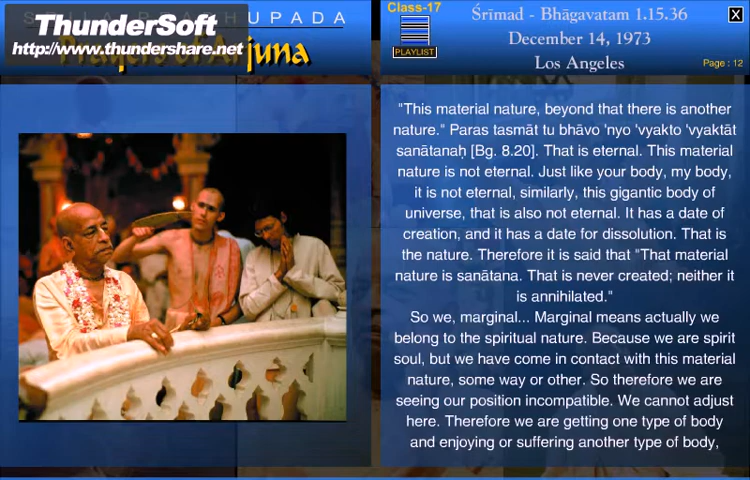 S LA PRABHUPADA
ThunderSoft
http://www.thundershare.net
Prayers of Arjuna
Class-17
PLAYLIST
Śrīmad - Bhāgavatam 1.15.36
December 14, 1973
Los Angeles
X
Page : 12
"This material nature, beyond that there is another
nature." Paras tasmāt tu bhāvo 'nyo 'vyakto 'vyaktāt
sanātanaḥ [Bg. 8.20]. That is eternal. This material
nature is not eternal. Just like your body, my body,
it is not eternal, similarly, this gigantic body of
universe, that is also not eternal. It has a date of
creation, and it has a date for dissolution. That is
the nature. Therefore it is said that "That material
nature is sanātana. That is never created; neither it
is annihilated."
So we, marginal... Marginal means actually we
belong to the spiritual nature. Because we are spirit
soul, but we have come in contact with this material
nature, some way or other. So therefore we are
seeing our position incompatible. We cannot adjust
here. Therefore we are getting one type of body
and enjoying or suffering another type of body,